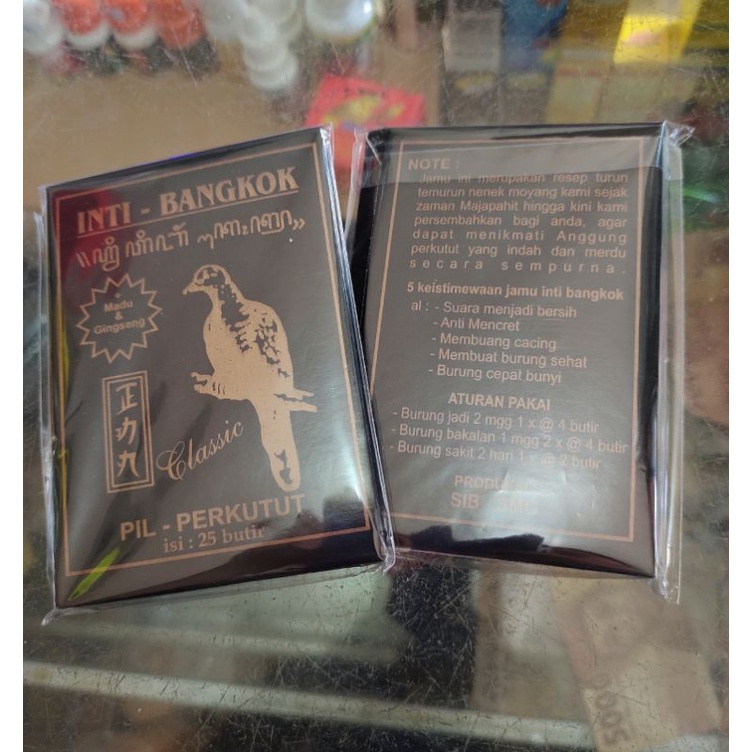 INTI - BANGKOK
+
Madu
&
Gingseng
正
九
Classic
PIL - PERKUTUT
isi : 25 butir
NOTE :
Jamu ini merupakan resep turun
temurun nenek moyang kami sejak
zaman Majapahit hingga kini kami
persembahkan bagi anda, agar
dapat menikmati Anggung
perkutut yang indah dan merdu
secara sempurna.
5 keistimewaan jamu inti bangkok
al : - Suara menjadi bersih
- Anti Mencret
- Membuang cacing
- Membuat burung sehat
- Burung cepat bunyi
ATURAN PAKAI
- Burung jadi 2 mgg 1 x @ 4 butir
- Burung bakalan 1 mgg 2 x @ 4 butir
- Burung sakit 2 hari 1 x @ 2 butir
SIB